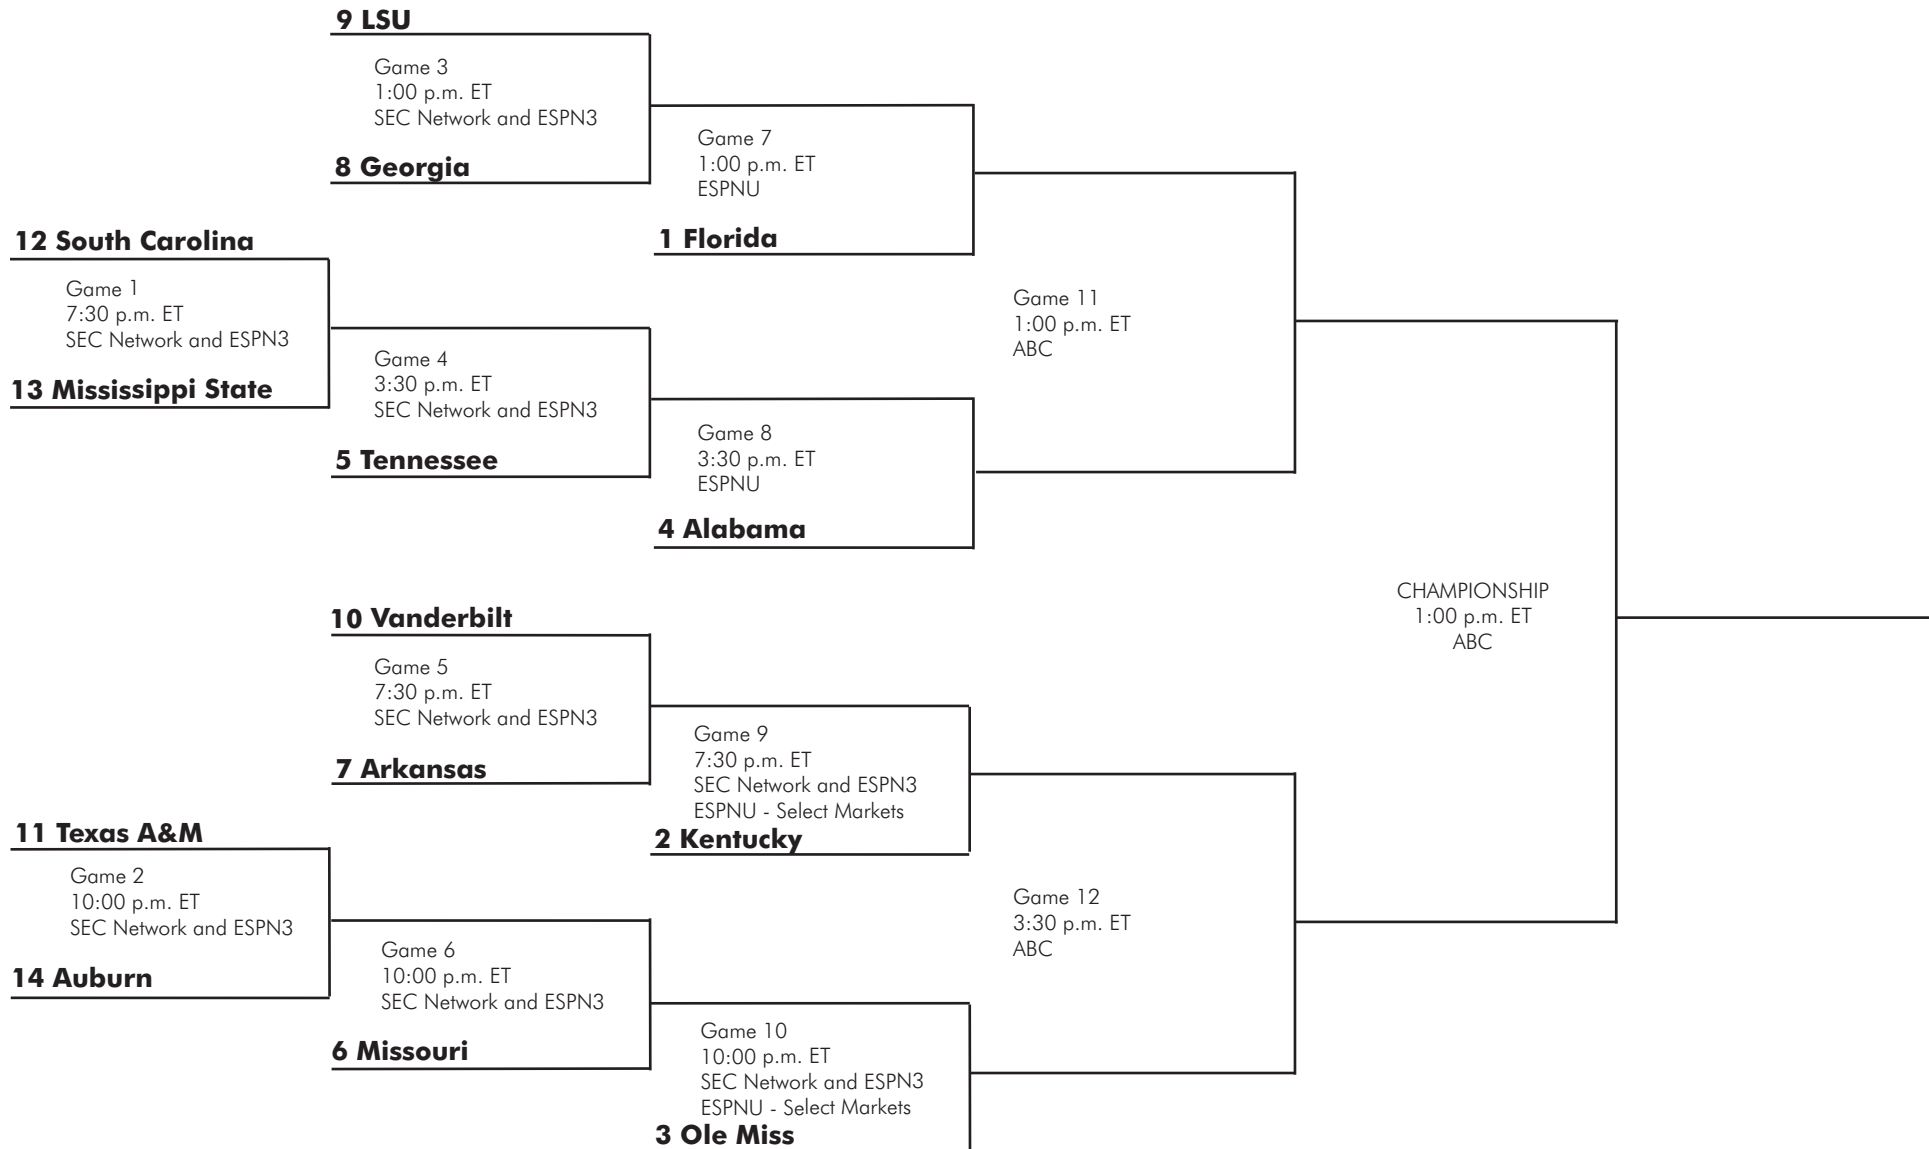 9 LSU
Game 3
1:00 p.m. ET
SEC Network and ESPN3
8 Georgia
Game 7
1:00 p.m. ET
ESPNU
1 Florida
12 South Carolina
Game 1
7:30 p.m. ET
SEC Network and ESPN3
13 Mississippi State
Game 4
3:30 p.m. ET
SEC Network and ESPN3
5 Tennessee
Game 8
3:30 p.m. ET
ESPNU
4 Alabama
Game 11
1:00 p.m. ET
ABC
CHAMPIONSHIP
1:00 p.m. ET
ABC
10 Vanderbilt
Game 5
7:30 p.m. ET
SEC Network and ESPN3
7 Arkansas
Game 9
7:30 p.m. ET
SEC Network and ESPN3
ESPNU - Select Markets
2 Kentucky
11 Texas A&M
Game 2
10:00 p.m. ET
SEC Network and ESPN3
14 Auburn
Game 6
10:00 p.m. ET
SEC Network and ESPN3
6 Missouri
Game 10
10:00 p.m. ET
SEC Network and ESPN3
ESPNU - Select Markets
3 Ole Miss
Game 12
3:30 p.m. ET
ABC